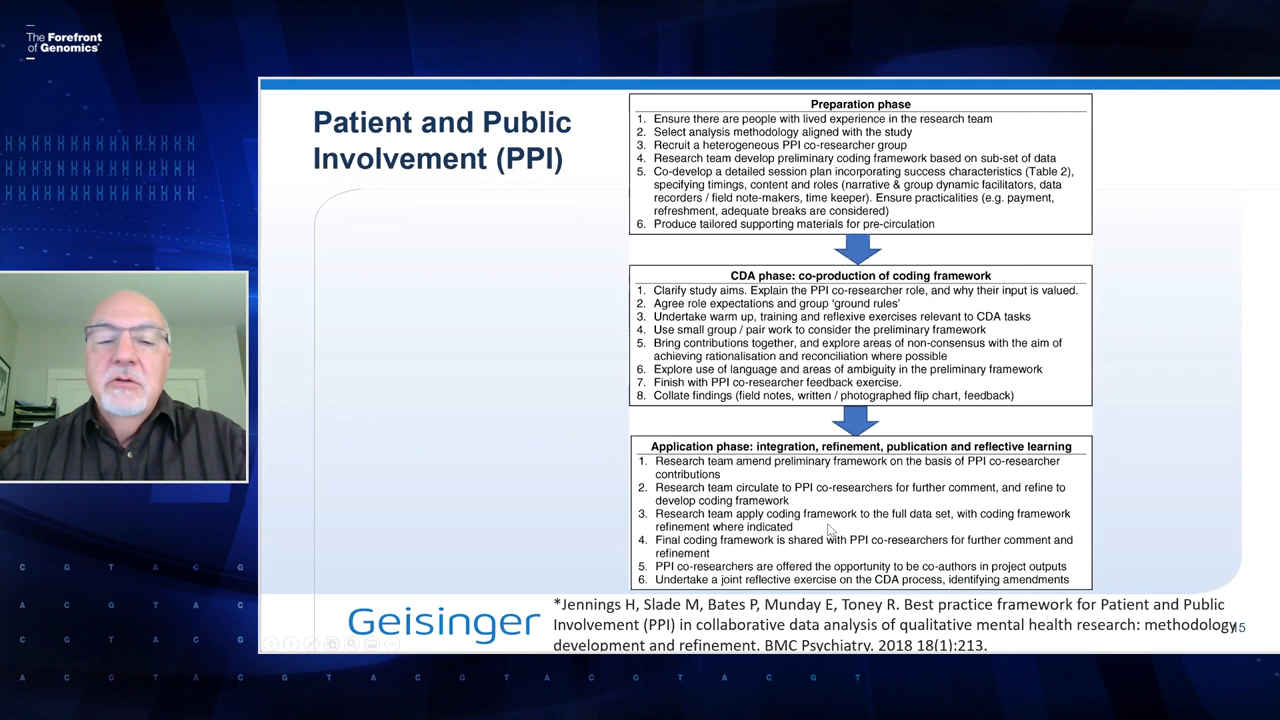 The Forefront
of Genomics
Patient and Public
Involvement (PPI)
Preparation phase
1. Ensure there are people with lived experience in the research team
2. Select analysis methodology aligned with the study
3. Recruit a heterogeneous PPI co-researcher group
4. Research team develop preliminary coding framework based on sub-set of data
5. Co-develop a detailed session plan incorporating success characteristics (Table 2),
specifying timings, content and roles (narrative & group dynamic facilitators, data
recorders / field note-makers, time keeper). Ensure practicalities (e.g. payment,
refreshment, adequate breaks are considered)
6. Produce tailored supporting materials for pre-circulation
CDA phase: co-production of coding framework
1. Clarify study aims. Explain the PPI co-researcher role, and why their input is valued.
2. Agree role expectations and group ‘ground rules’
3. Undertake warm up, training and reflexive exercises relevant to CDA tasks
4. Use small group / pair work to consider the preliminary framework
5. Bring contributions together, and explore areas of non-consensus with the aim of
achieving rationalisation and reconciliation where possible
6. Explore use of language and areas of ambiguity in the preliminary framework
7. Finish with PPI co-researcher feedback exercise.
8. Collate findings (field notes, written / photographed flip chart, feedback)
Application phase: integration, refinement, publication and reflective learning
1. Research team amend preliminary framework on the basis of PPI co-researcher
contributions
2. Research team circulate to PPI co-researchers for further comment, and refine to
develop coding framework
3. Research team apply coding framework to the full data set, with coding framework
refinement where indicated
4. Final coding framework is shared with PPI co-researchers for further comment and
refinement
5. PPI co-researchers are offered the opportunity to be co-authors in project outputs
6. Undertake a joint reflective exercise on the CDA process, identifying amendments
Geisinger
*Jennings H, Slade M, Bates P, Munday E, Toney R. Best practice framework for Patient and Public
Involvement (PPI) in collaborative data analysis of qualitative mental health research: methodology
development and refinement. BMC Psychiatry. 2018 18(1):213.
C G T A C G
A C G T A C
C G T A C G
A C G T A C G T A C G T A C G T A C G T